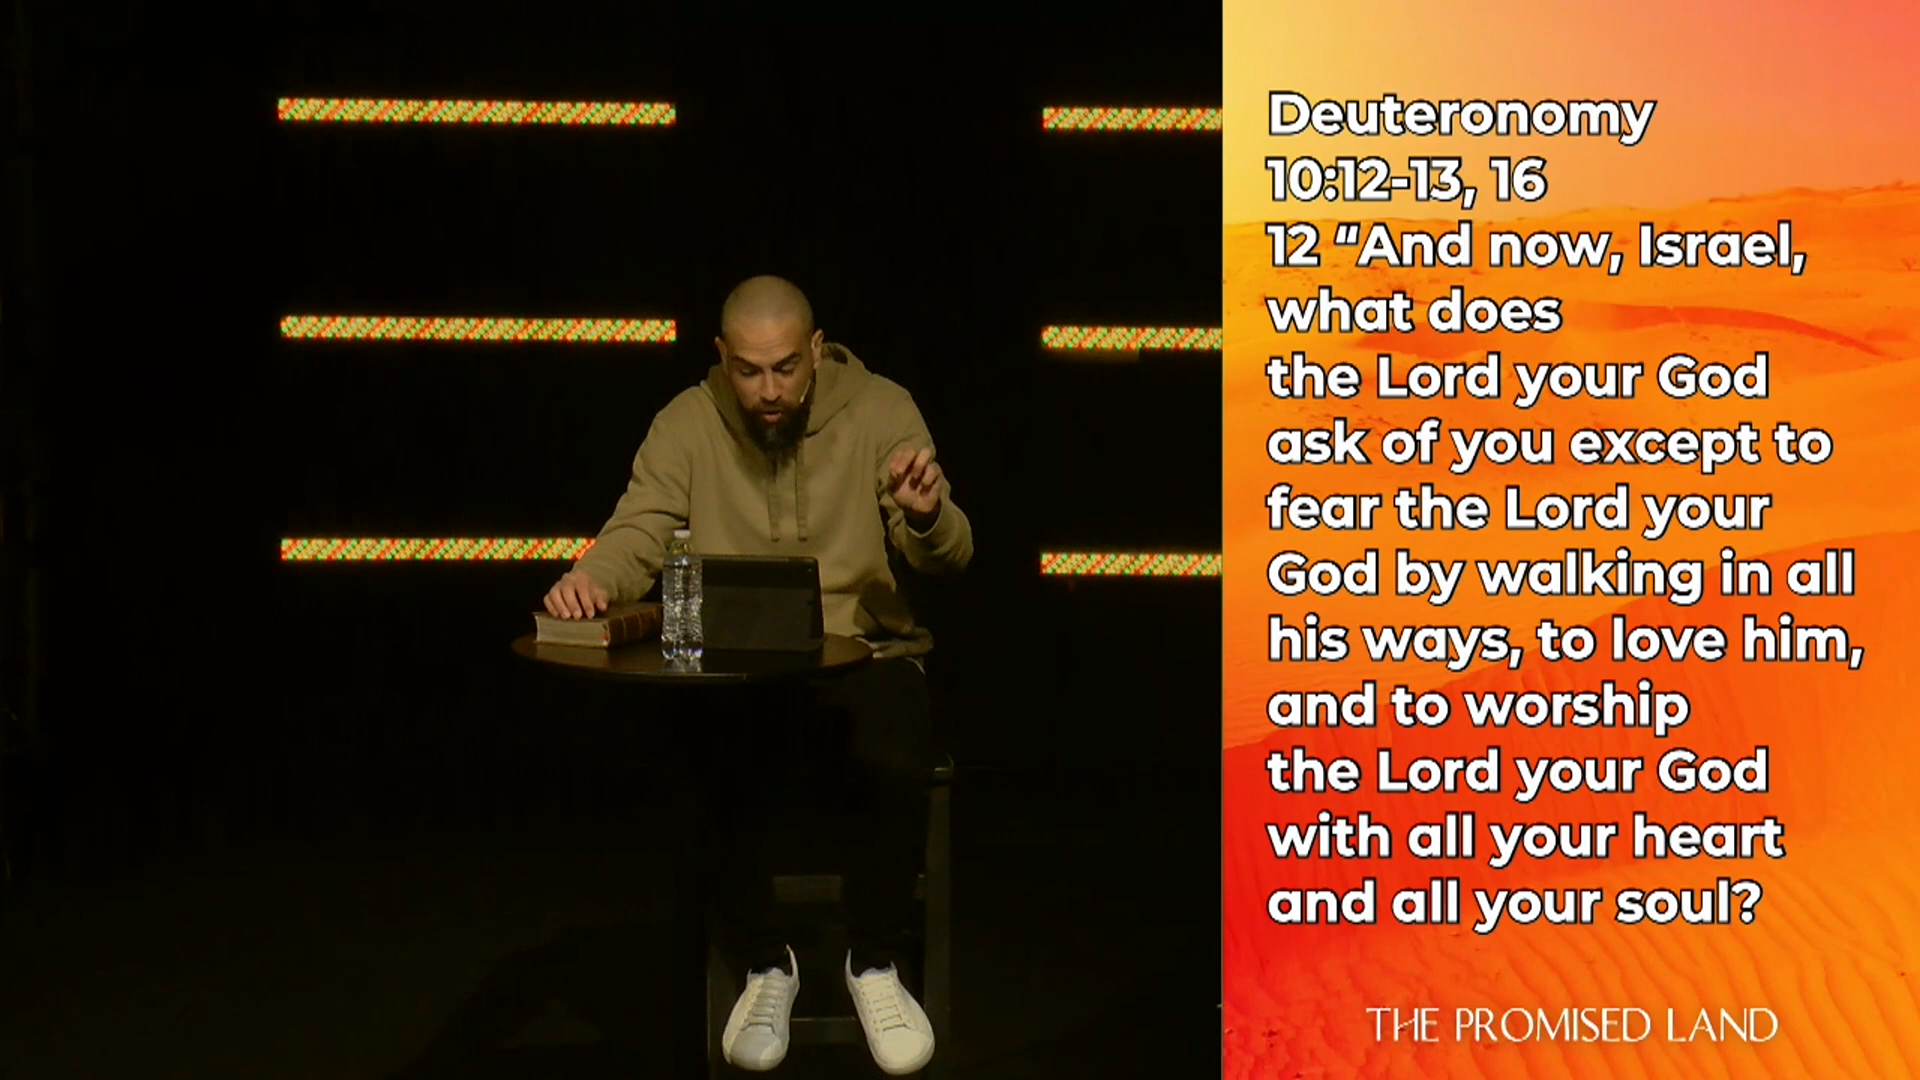 Deuteronomy
10:12-13, 16
12 “And now, Israel,
what does
the Lord your God
ask of you except to
fear the Lord your
God by walking in all
his ways, to love him,
and to worship
the Lord your God
with all your heart
and all your soul?
THE PROMISED LAND